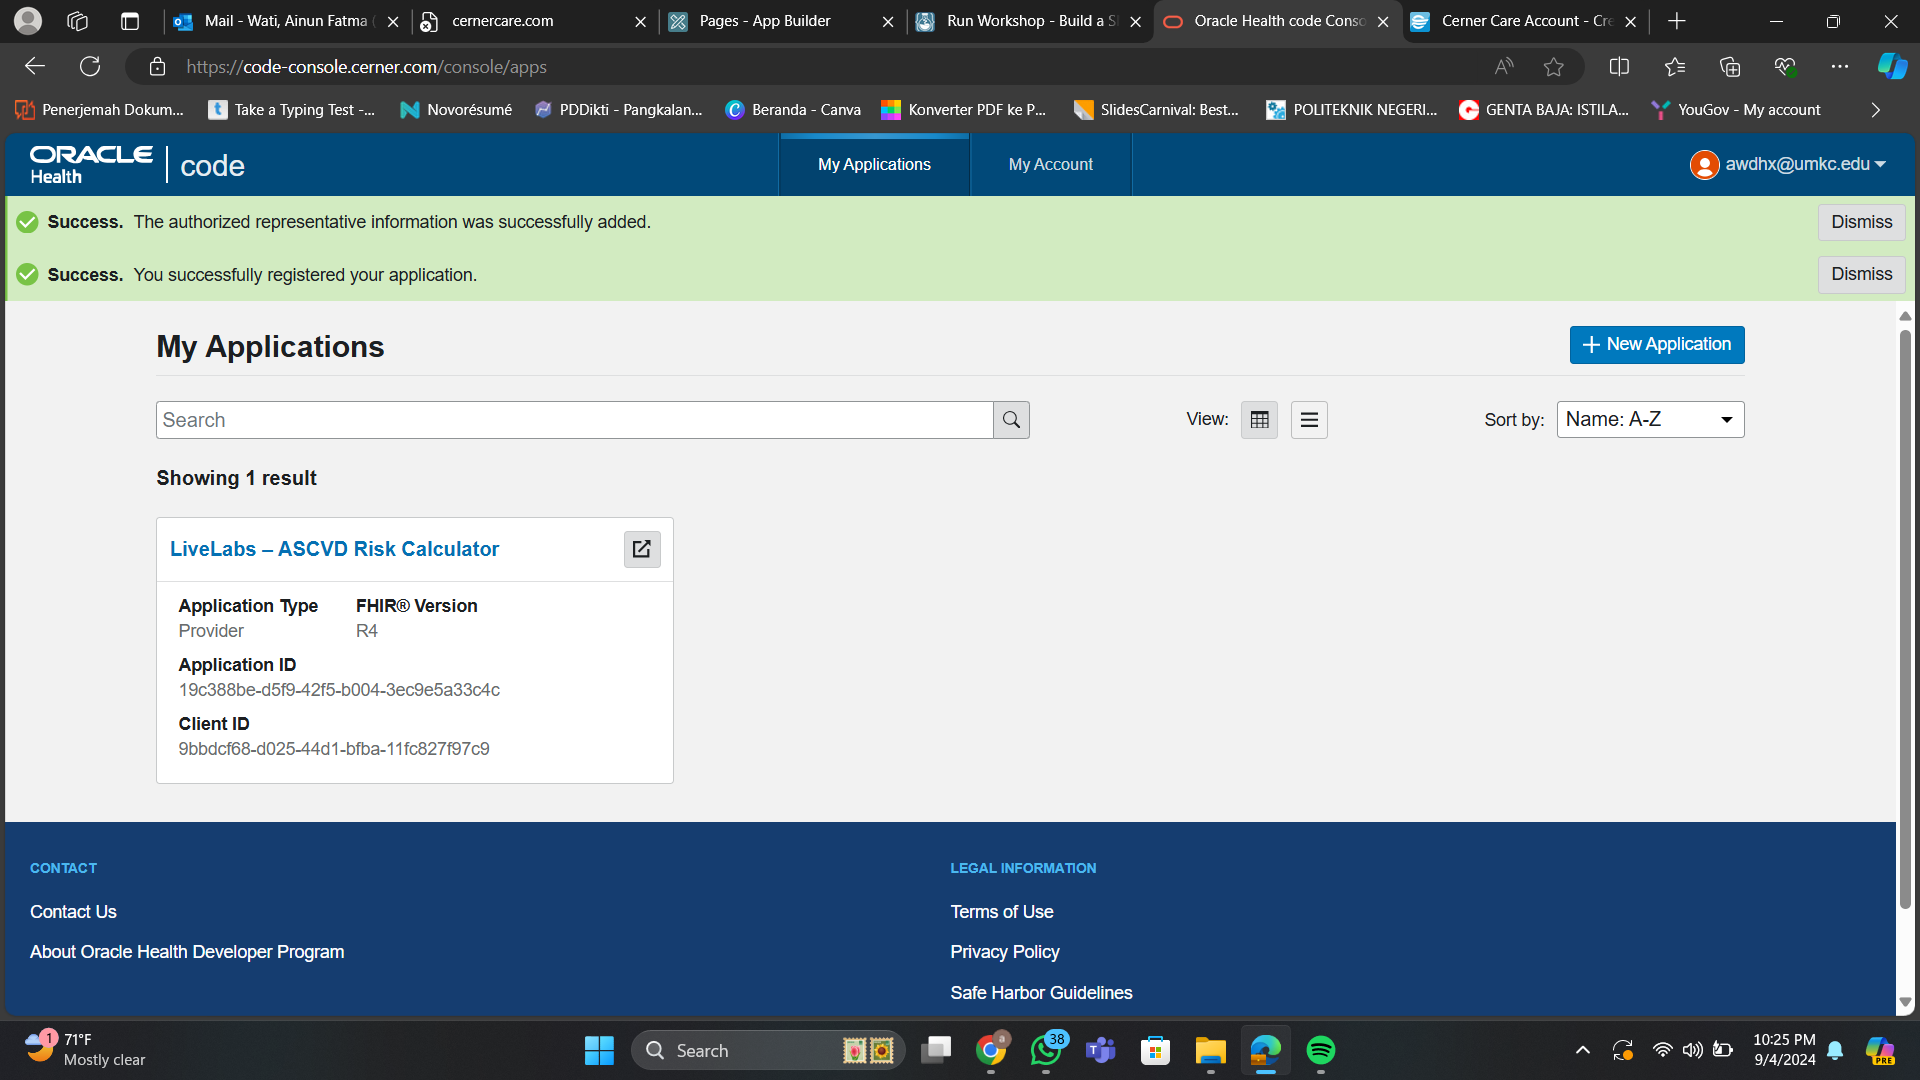 Mail - Wati, Ainun Fatma (
cernercare.com
Pages - App Builder
Run Workshop - Build a S
Oracle Health code Conso
Cerner Care Account - Cre
https://code-console.cerner.com/console/apps
Penerjemah Dokum...
Take a Typing Test -...
Novorésumé
PDDikti - Pangkalan...
Beranda - Canva
Konverter PDF ke P...
SlidesCarnival: Best...
POLITEKNIK NEGERI...
GENTA BAJA: ISTILA...
YouGov - My account
ORACLE
Health
code
My Applications
My Account
awdhx@umkc.edu
Success. The authorized representative information was successfully added.
Dismiss
Success. You successfully registered your application.
Dismiss
My Applications
New Application
Search
View:
Sort by:
Name: A-Z
Showing 1 result
LiveLabs – ASCVD Risk Calculator
Application Type
FHIR® Version
Provider
R4
Application ID
19c388be-d5f9-42f5-b004-3ec9e5a33c4c
Client ID
9bbdcf68-d025-44d1-bfba-11fc827f97c9
CONTACT
LEGAL INFORMATION
Contact Us
Terms of Use
About Oracle Health Developer Program
Privacy Policy
Safe Harbor Guidelines
1
71°F
Mostly clear
Search
a
38
10:25 PM
9/4/2024
PRE